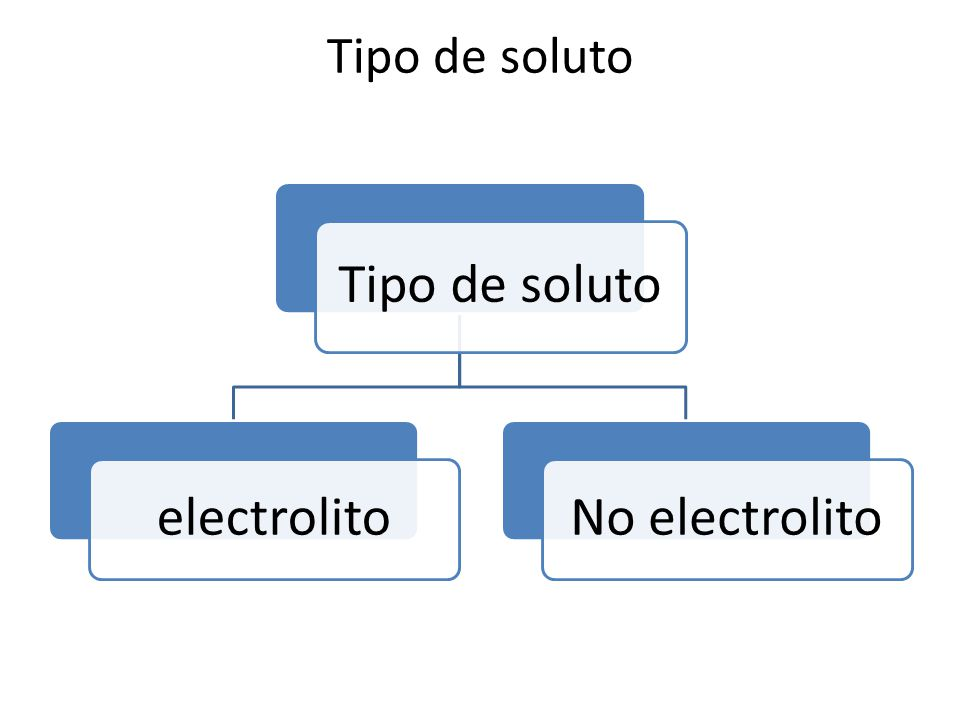 Tipo de soluto
Tipo de soluto
electrolito
No electrolito